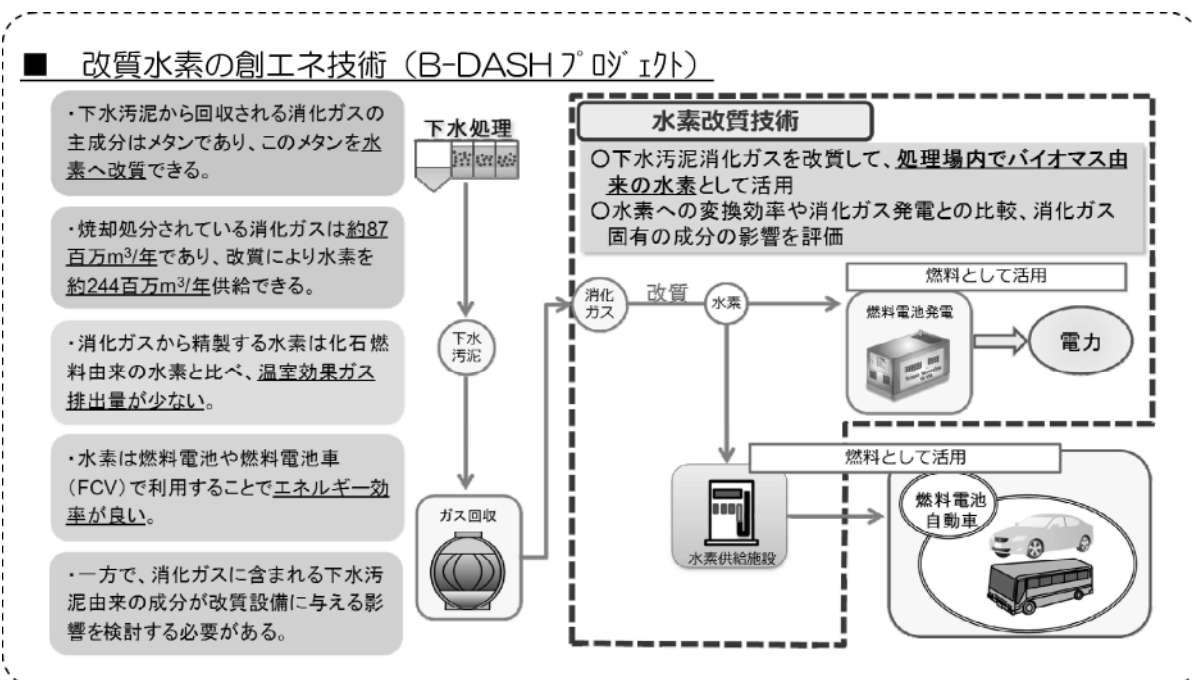 ■ 改質水素の創エネ技術（B-DASHﾌﾟﾛｼﾞｪｸﾄ）
・下水汚泥から回収される消化ガスの
主成分はメタンであり、このメタンを水
素へ改質できる。
・焼却処分されている消化ガスは約87
百万m³/年であり、改質により水素を
約244百万m³/年供給できる。
・消化ガスから精製する水素は化石燃
料由来の水素と比べ、温室効果ガス
排出量が少ない。
・水素は燃料電池や燃料電池車
（FCV）で利用することでエネルギー効
率が良い。
・一方で、消化ガスに含まれる下水汚
泥由来の成分が改質設備に与える影
響を検討する必要がある。
下水処理
下水
汚泥
ガス回収
水素改質技術
〇下水汚泥消化ガスを改質して、処理場内でバイオマス由
来の水素として活用
〇水素への変換効率や消化ガス発電との比較、消化ガス
固有の成分の影響を評価
消化
ガス
改質
水素
燃料として活用
燃料電池発電
電力
水素供給施設
燃料として活用
燃料電池
自動車